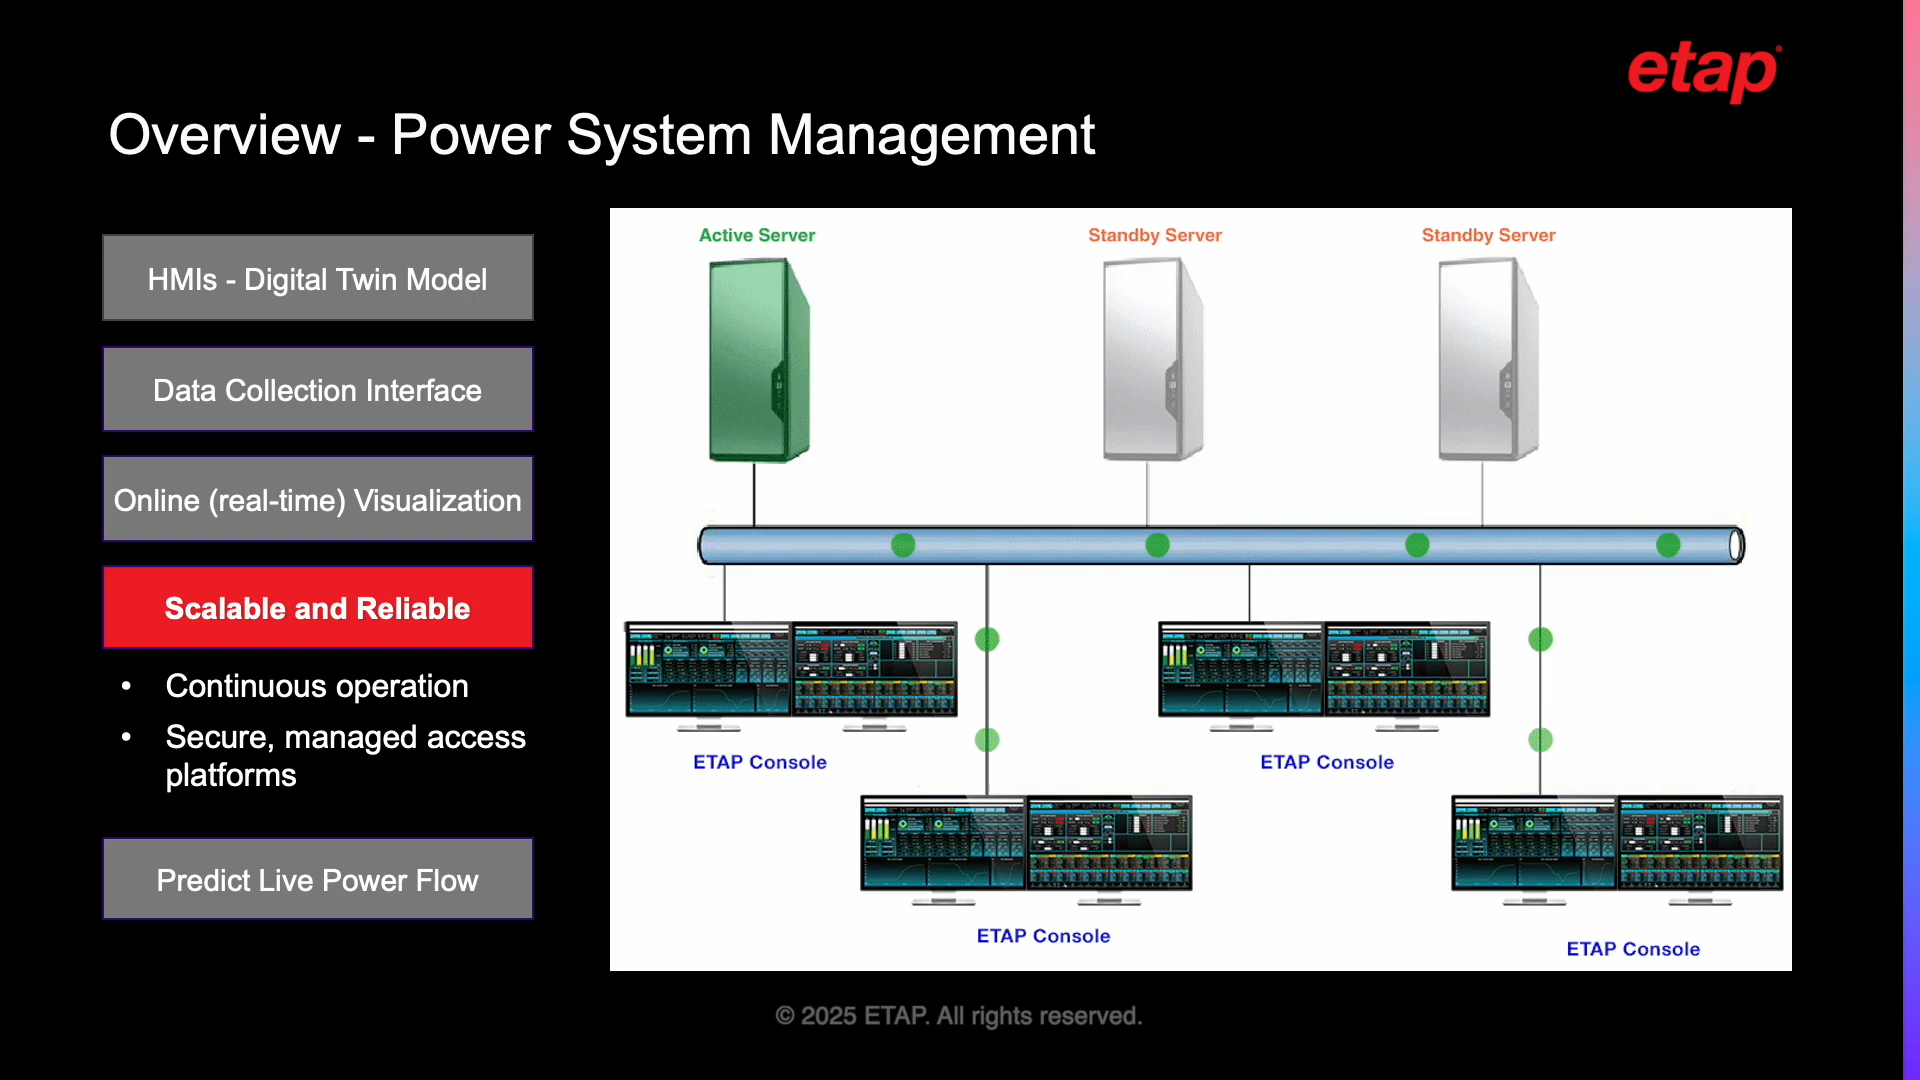 etap
Overview - Power System Management
HMIs - Digital Twin Model
Data Collection Interface
Online (real-time) Visualization
Scalable and Reliable
• Continuous operation
• Secure, managed access
platforms
Predict Live Power Flow
Active Server
Standby Server
Standby Server
ETAP Console
ETAP Console
ETAP Console
ETAP Console
© 2025 ETAP. All rights reserved.